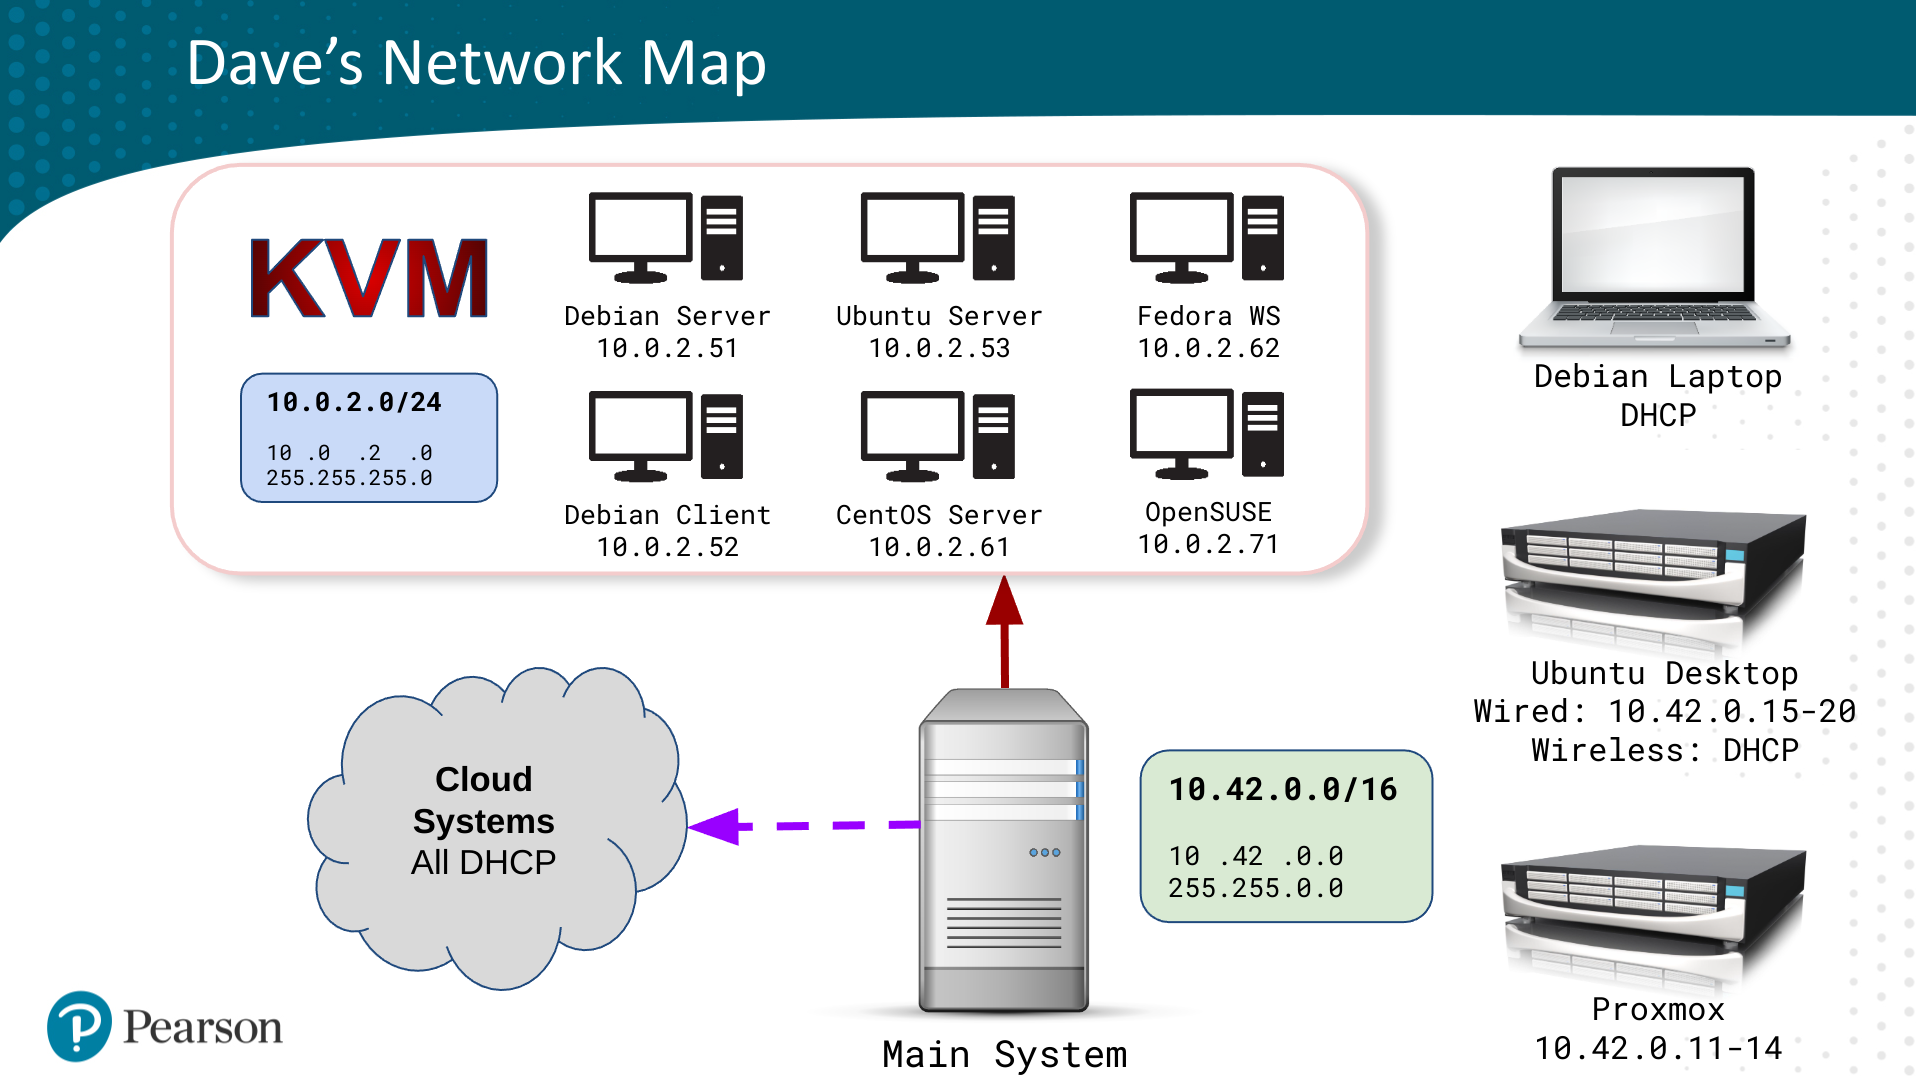 Dave’s Network Map
KVM
10.0.2.0/24
10 .0  .2  .0
255.255.255.0
Debian Server
10.0.2.51
Ubuntu Server
10.0.2.53
Fedora WS
10.0.2.62
Debian Client
10.0.2.52
CentOS Server
10.0.2.61
OpenSUSE
10.0.2.71
Debian Laptop
DHCP
Ubuntu Desktop
Wired: 10.42.0.15-20
Wireless: DHCP
Cloud
Systems
All DHCP
10.42.0.0/16
10 .42 .0.0
255.255.0.0
Main System
Proxmox
10.42.0.11-14
Pearson